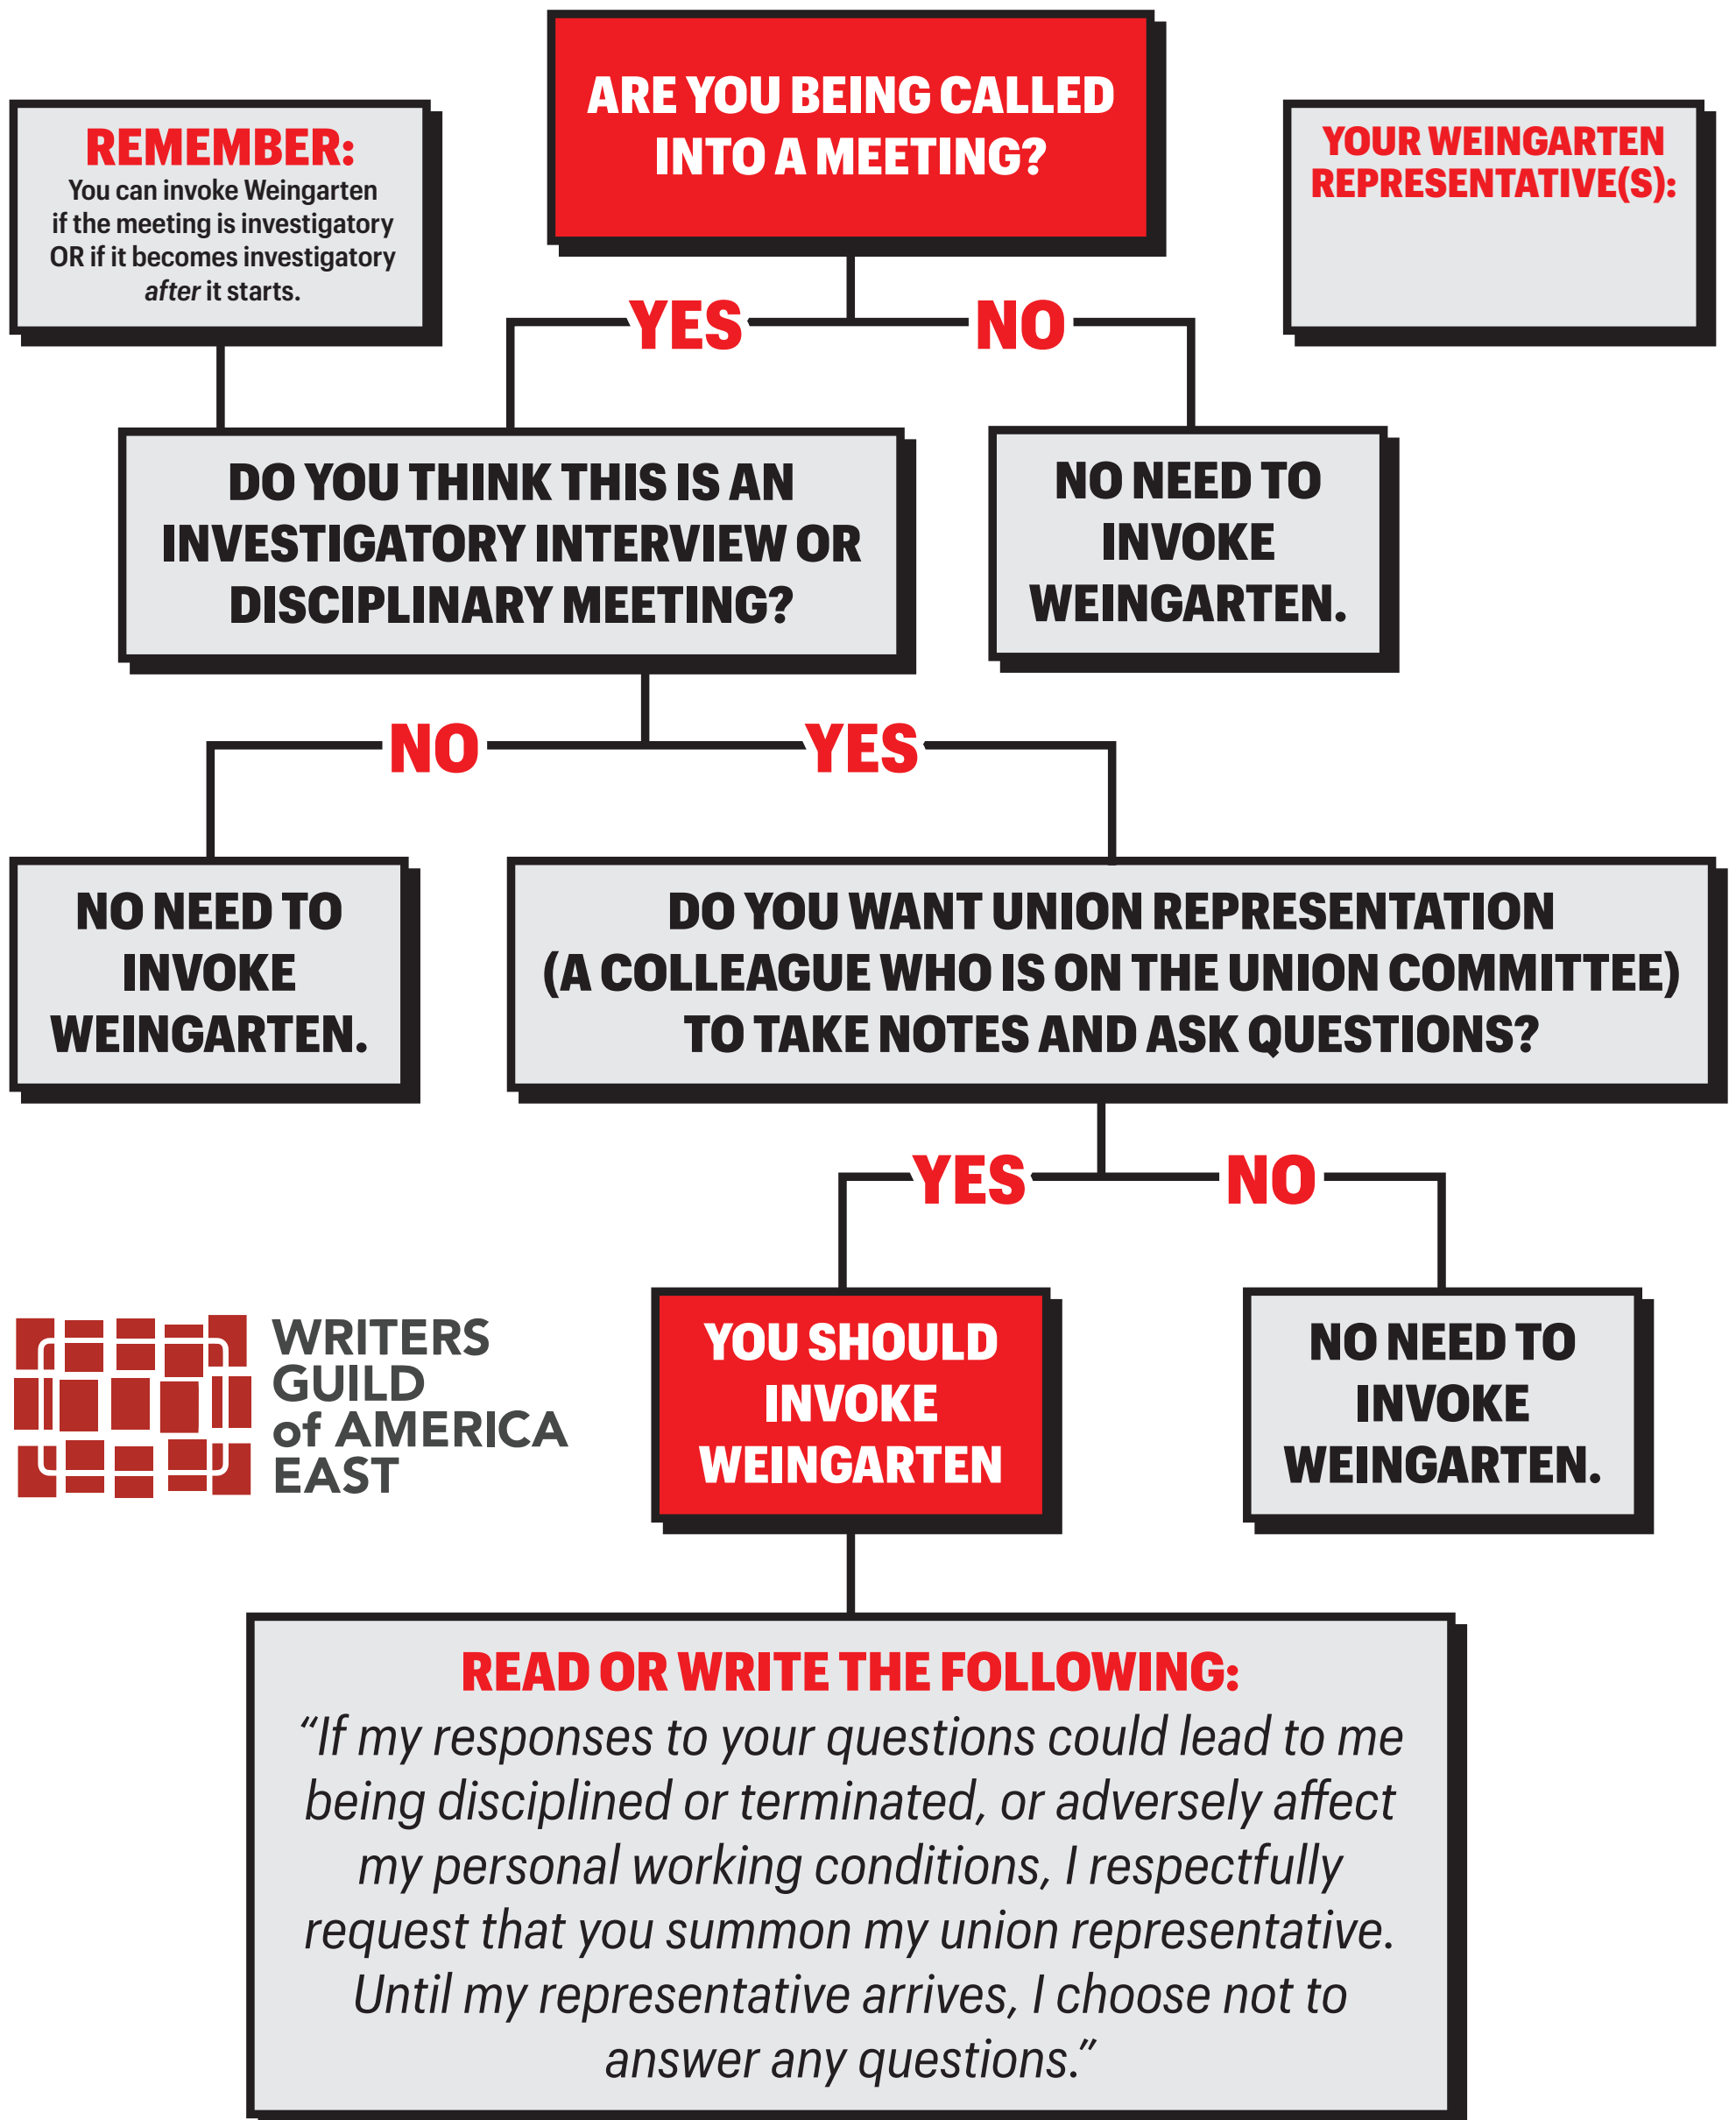 ARE YOU BEING CALLED
INTO A MEETING?
REMEMBER:
You can invoke Weingarten
if the meeting is investigatory
OR if it becomes investigatory
after it starts.
YOUR WEINGARTEN
REPRESENTATIVE(S):
YES
NO
DO YOU THINK THIS IS AN
INVESTIGATORY INTERVIEW OR
DISCIPLINARY MEETING?
NO NEED TO
INVOKE
WEINGARTEN.
NO
YES
NO NEED TO
INVOKE
WEINGARTEN.
DO YOU WANT UNION REPRESENTATION
(A COLLEAGUE WHO IS ON THE UNION COMMITTEE)
TO TAKE NOTES AND ASK QUESTIONS?
YES
NO
WRITERS
GUILD
of AMERICA
EAST
YOU SHOULD
INVOKE
WEINGARTEN
NO NEED TO
INVOKE
WEINGARTEN.
READ OR WRITE THE FOLLOWING:
“If my responses to your questions could lead to me
being disciplined or terminated, or adversely affect
my personal working conditions, I respectfully
request that you summon my union representative.
Until my representative arrives, I choose not to
answer any questions.”